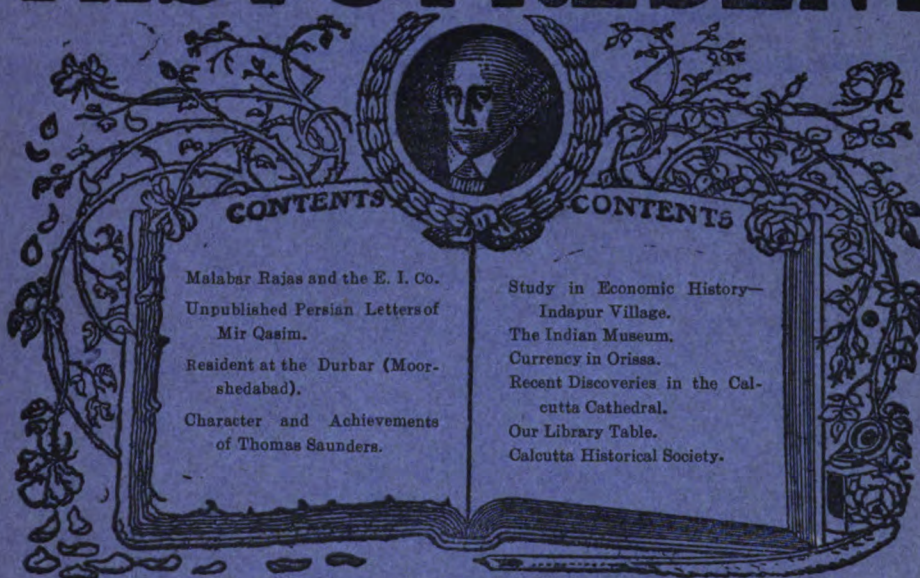 CONTENTS
Malabar Rajas and the E. I. Co.
Unpublished Persian Letters of
Mir Qasim.
Resident at the Durbar (Moor-
shedabad).
Character and Achievements
of Thomas Saunders.
CONTENTS
Study in Economic History—
Indapur Village.
The Indian Museum.
Currency in Orissa.
Recent Discoveries in the Cal-
cutta Cathedral.
Our Library Table.
Calcutta Historical Society.